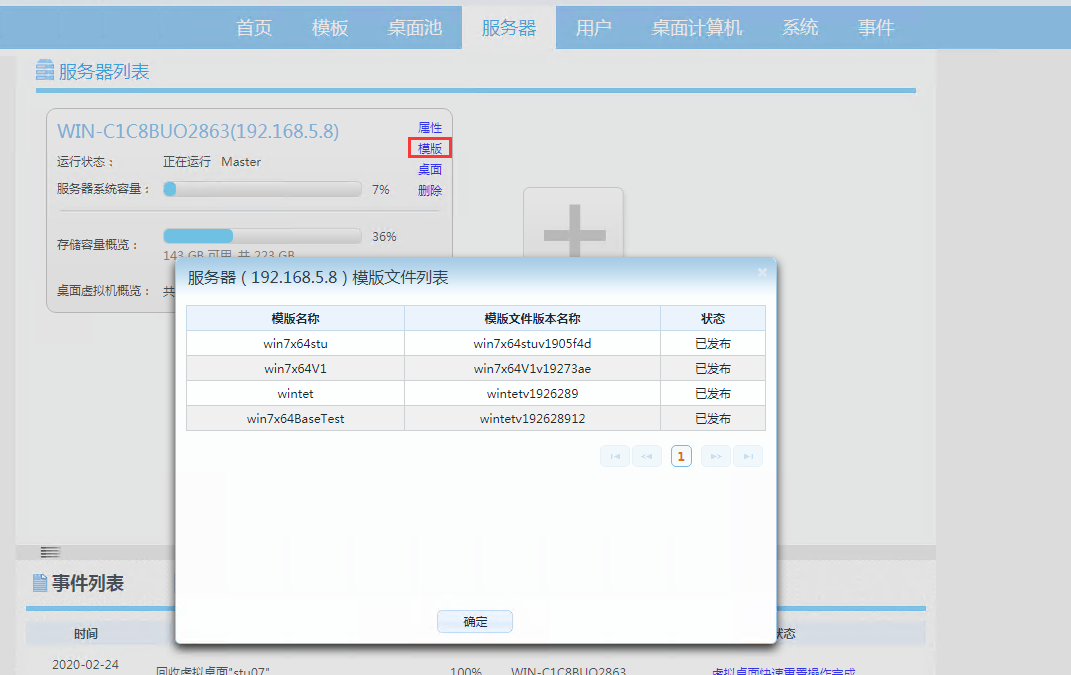 首页 模板 桌面池 服务器 用户 桌面计算机 系统 事件
服务器列表
WIN-C1C8BUO2863(192.168.5.8)
属性
模版
桌面
删除
运行状态： 正在运行 Master
服务器系统容量： 7%
存储容量概览： 36%
143 GB 可用, 共 223 GB
桌面虚拟机概览： 共
服务器（192.168.5.8）模版文件列表
模版名称 模版文件版本名称 状态
win7x64stu win7x64stuv1905f4d 已发布
win7x64V1 win7x64V1v19273ae 已发布
wintet wintetv1926289 已发布
win7x64BaseTest wintetv192628912 已发布
1
确定
事件列表
时间 状态
2020-02-24
回收虚拟桌面"stu07" 100% WIN-C1C8BUO2863 虚拟桌面快速重置操作完成